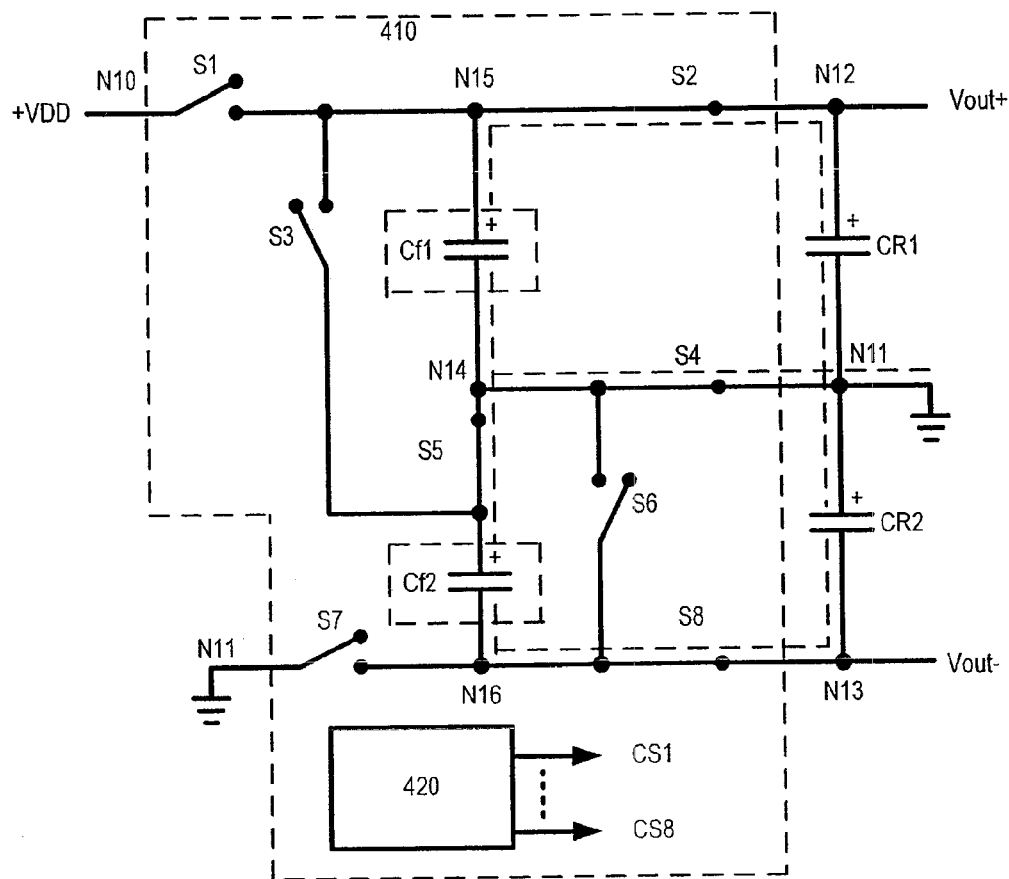 410
N10
S1
N15
S2
N12
+VDD
Vout+
S3
+
Cf1
+
CR1
N14
S4
N11
S5
S6
+
CR2
+
Cf2
S7
S8
N11
N16
N13
Vout-
420
CS1
CS8